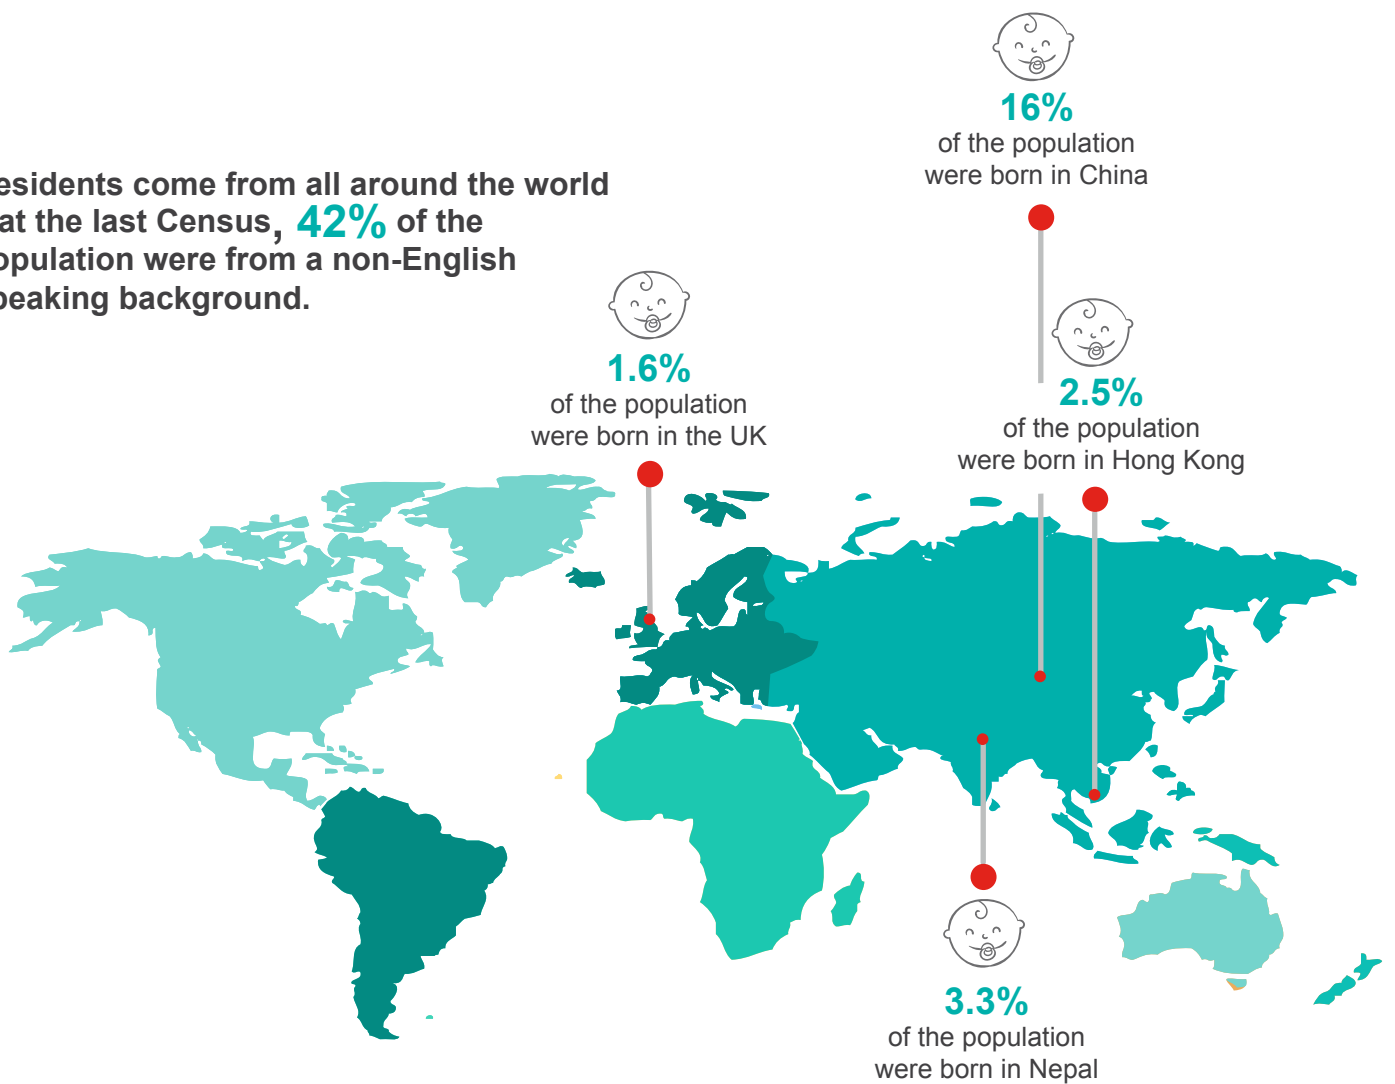 16%
of the population
were born in China
esidents come from all around the world
at the last Census, 42% of the
opulation were from a non-English
peaking background.
1.6%
of the population
were born in the UK
2.5%
of the population
were born in Hong Kong
3.3%
of the population
were born in Nepal